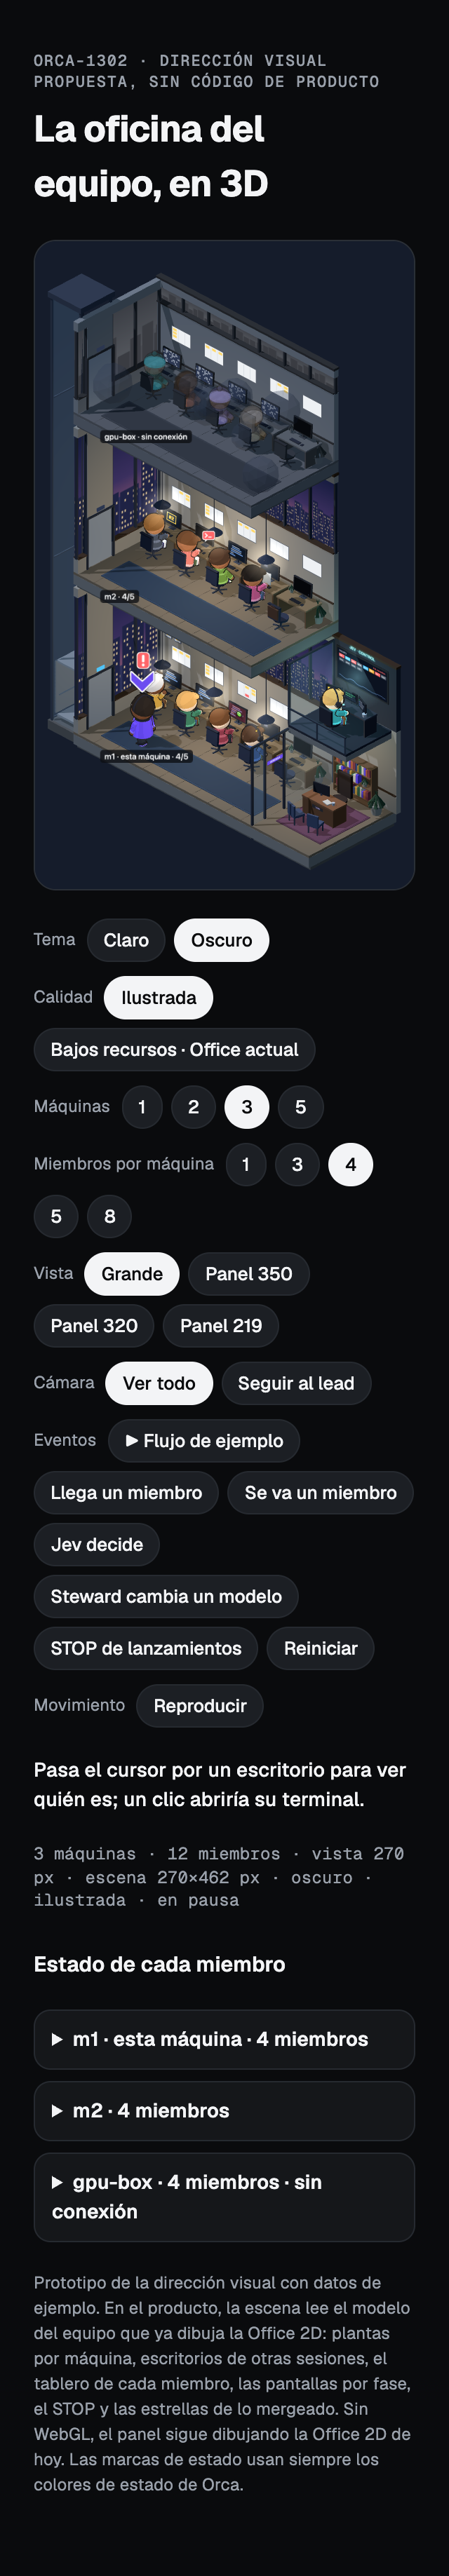 ORCA-1302 · DIRECCIÓN VISUAL
PROPUESTA, SIN CÓDIGO DE PRODUCTO
La oficina del
equipo, en 3D
gpu-box · sin conexión
m2 · 4/5
m1 · esta máquina · 4/5
Tema Claro Oscuro
Calidad Ilustrada
Bajos recursos · Office actual
Máquinas 1 2 3 5
Miembros por máquina 1 3 4
5 8
Vista Grande Panel 350
Panel 320 Panel 219
Cámara Ver todo Seguir al lead
Eventos ▶ Flujo de ejemplo
Llega un miembro Se va un miembro
Jev decide
Steward cambia un modelo
STOP de lanzamientos Reiniciar
Movimiento Reproducir
Pasa el cursor por un escritorio para ver
quién es; un clic abriría su terminal.
3 máquinas · 12 miembros · vista 270
px · escena 270×462 px · oscuro ·
ilustrada · en pausa
Estado de cada miembro
▶ m1 · esta máquina · 4 miembros
▶ m2 · 4 miembros
▶ gpu-box · 4 miembros · sin
conexión
Prototipo de la dirección visual con datos de
ejemplo. En el producto, la escena lee el modelo
del equipo que ya dibuja la Office 2D: plantas
por máquina, escritorios de otras sesiones, el
tablero de cada miembro, las pantallas por fase,
el STOP y las estrellas de lo mergeado. Sin
WebGL, el panel sigue dibujando la Office 2D de
hoy. Las marcas de estado usan siempre los
colores de estado de Orca.